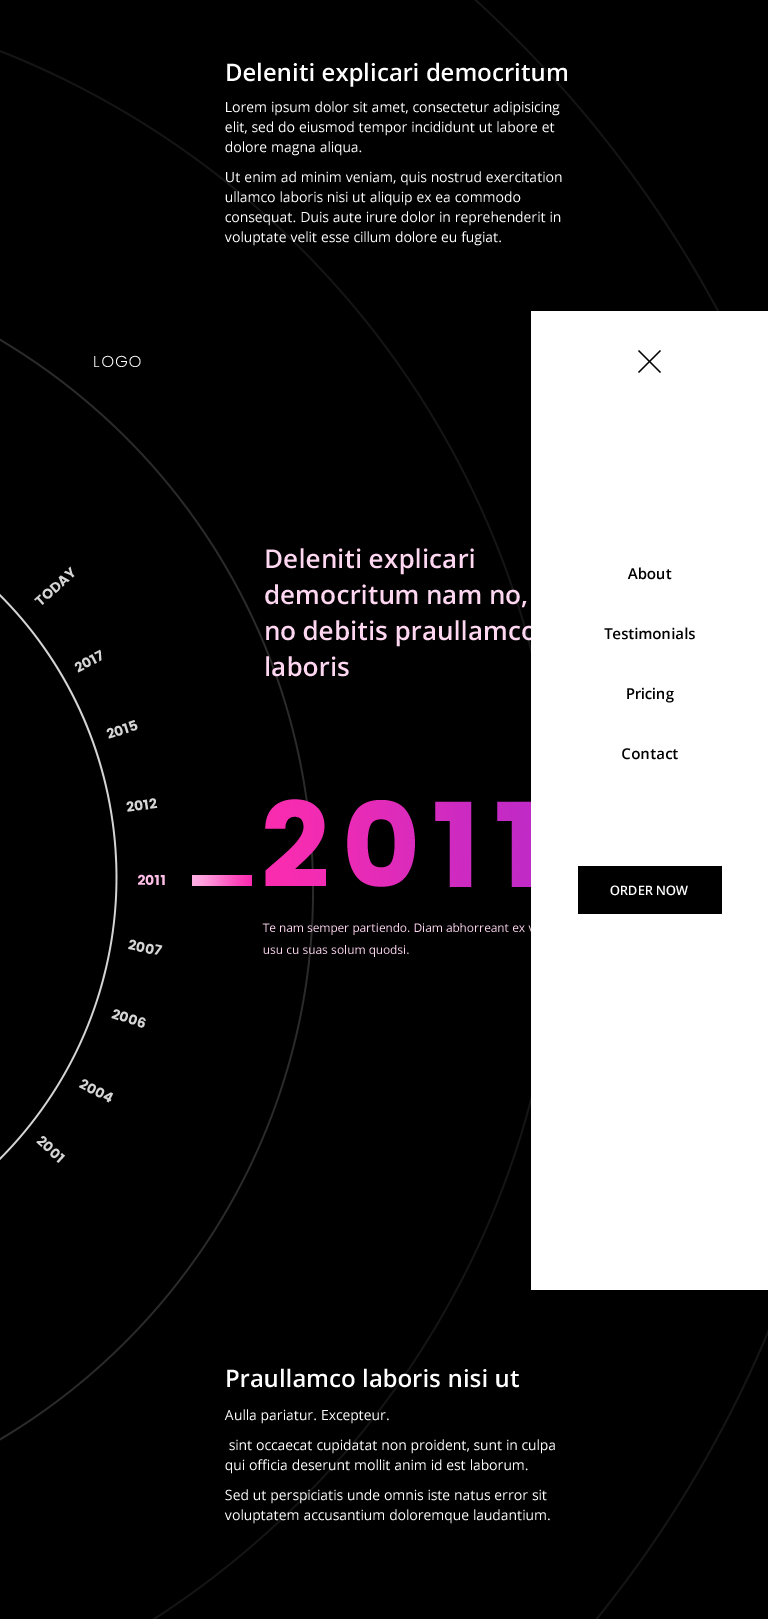 Deleniti explicari democritum
Lorem ipsum dolor sit amet, consectetur adipisicing
elit, sed do eiusmod tempor incididunt ut labore et
dolore magna aliqua.
Ut enim ad minim veniam, quis nostrud exercitation
ullamco laboris nisi ut aliquip ex ea commodo
consequat. Duis aute irure dolor in reprehenderit in
voluptate velit esse cillum dolore eu fugiat.
LOGO
TODAY
2017
2015
2012
2011
2007
2006
2004
2001
Deleniti explicari
democritum nam no,
no debitis praullamco
laboris
2011
Te nam semper partiendo. Diam abhorreant ex
usu cu suas solum quodsi.
About
Testimonials
Pricing
Contact
ORDER NOW
Praullamco laboris nisi ut
Aulla pariatur. Excepteur.
sint occaecat cupidatat non proident, sunt in culpa
qui officia deserunt mollit anim id est laborum.
Sed ut perspiciatis unde omnis iste natus error sit
voluptatem accusantium doloremque laudantium.